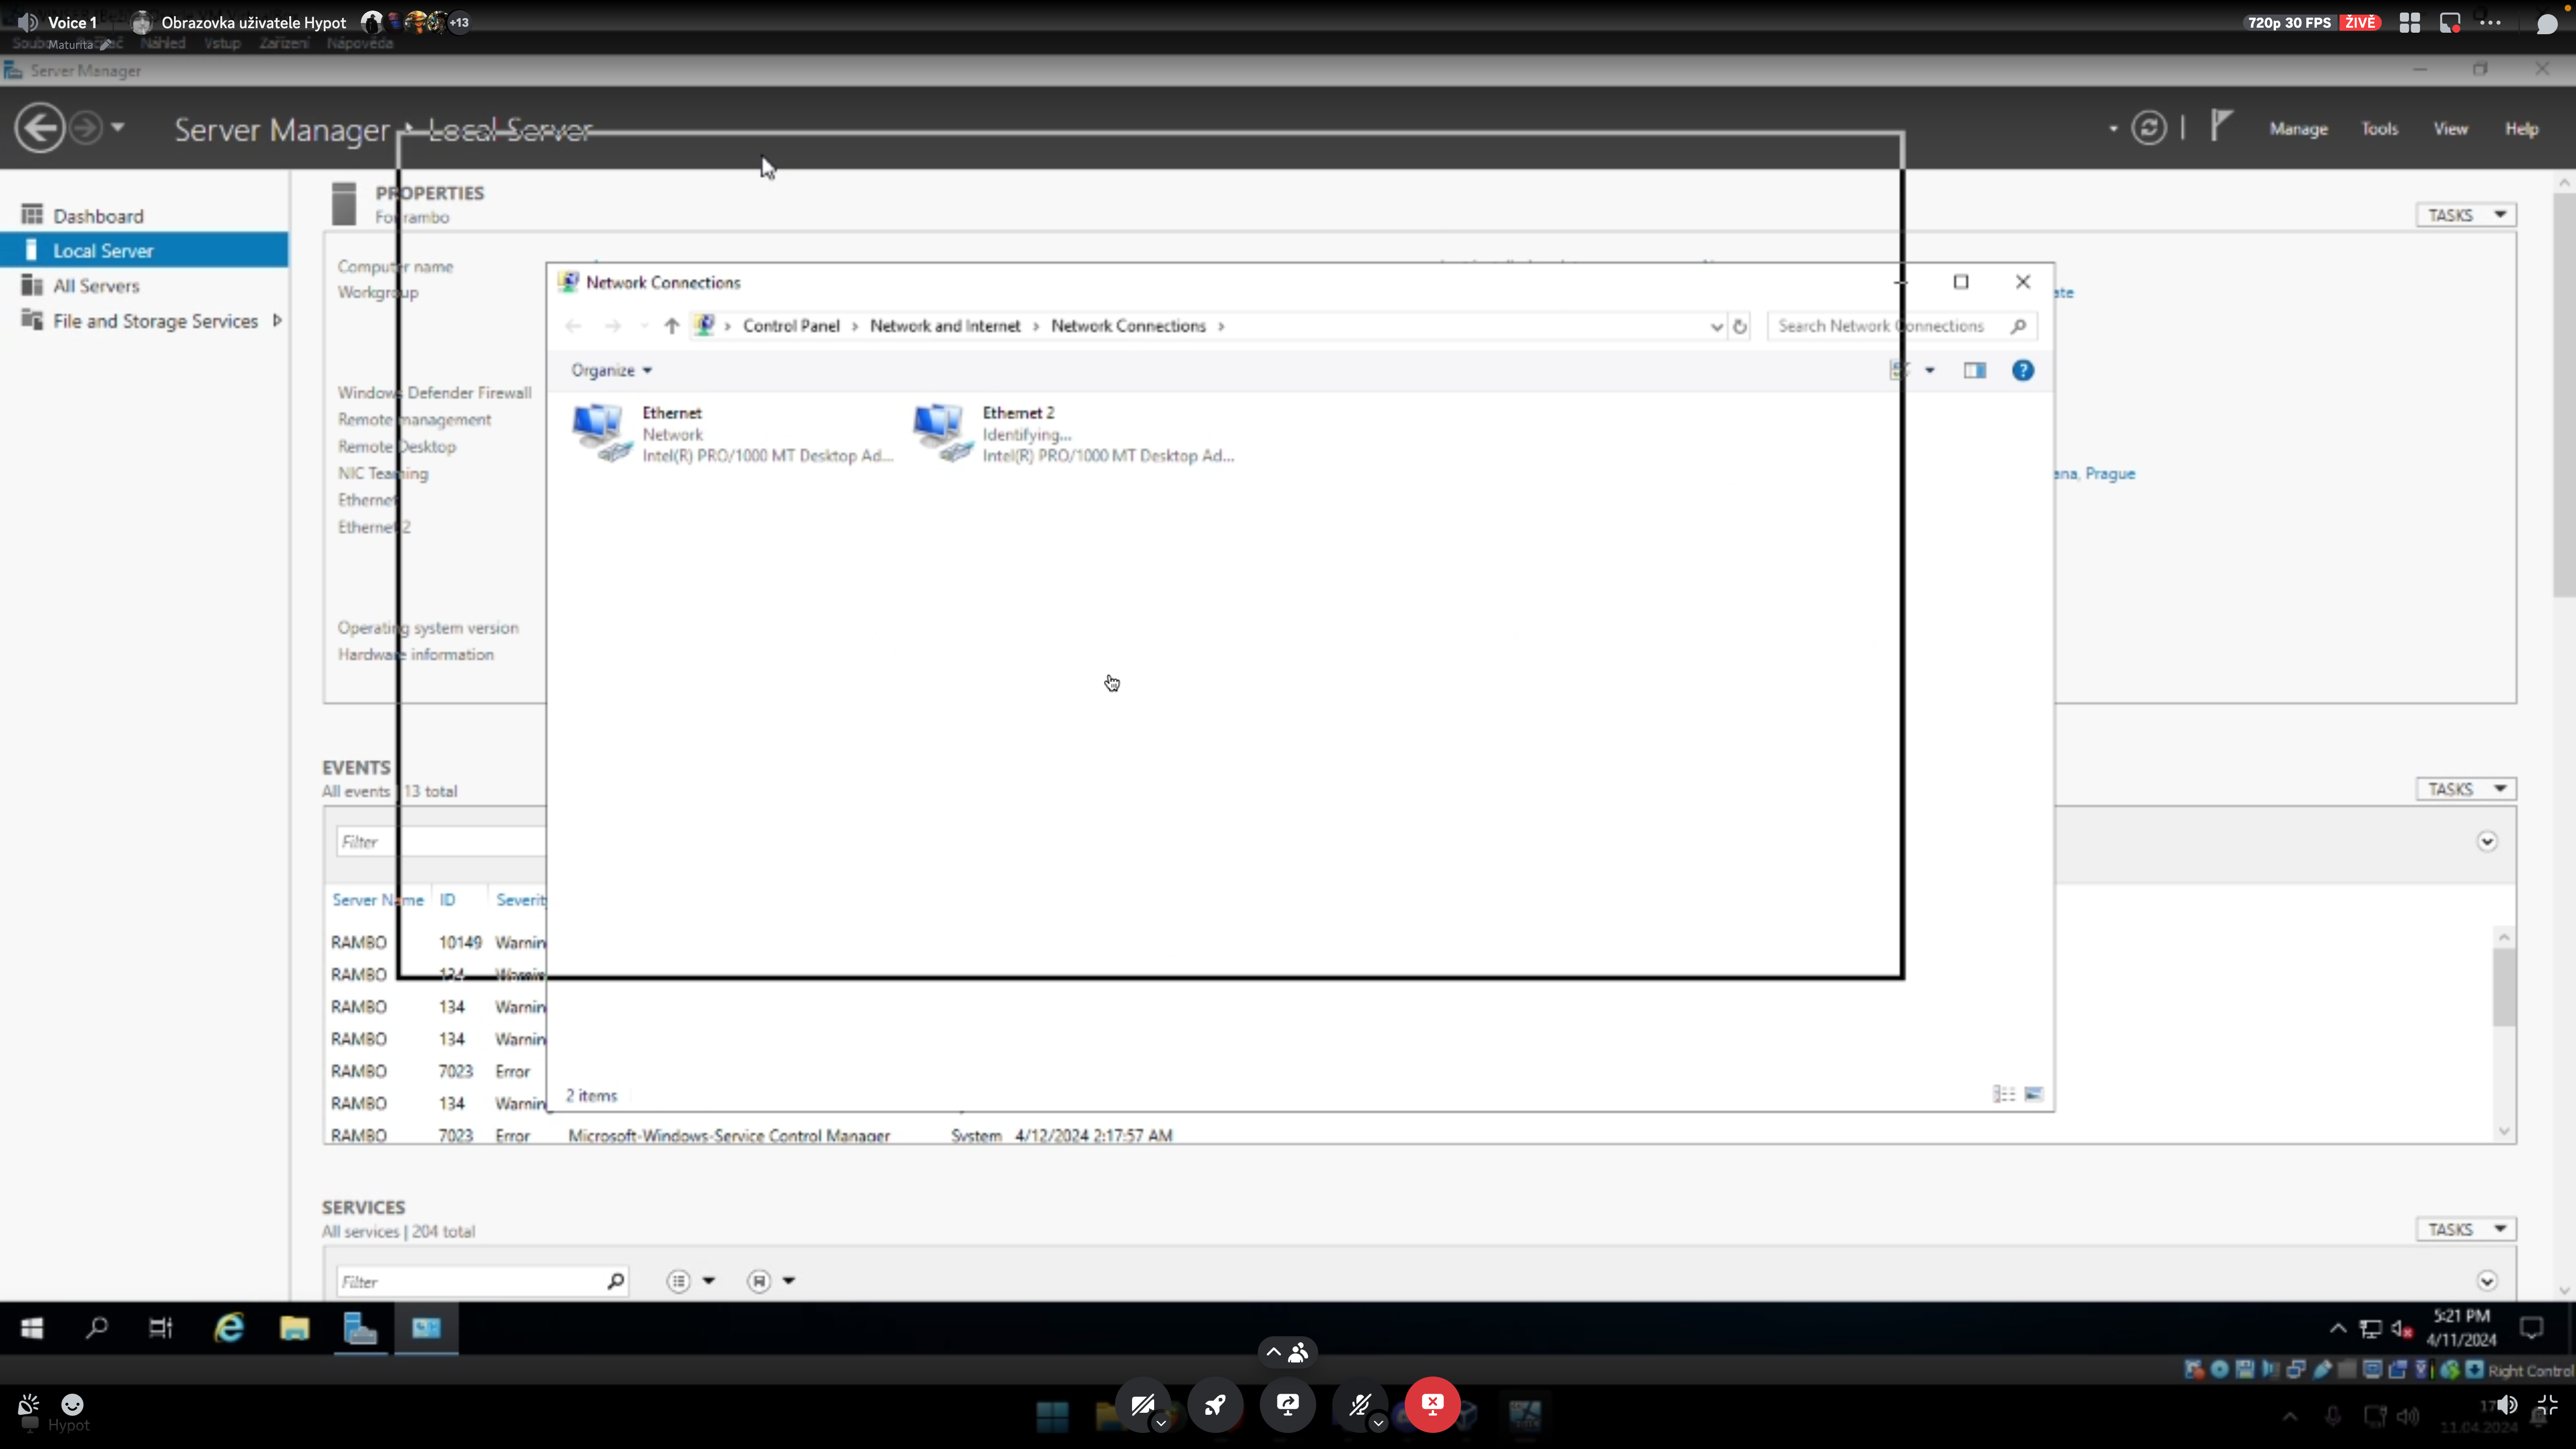 Voice 1
Obrazovka uživatele Hypot
+13
720p 30 FPS
ŽIVĚ
Maturita
Náhled
Vstup
Zařízení
Nápověda
Server Manager
Server Manager
Local Server
Manage
Tools
View
Help
Dashboard
Local Server
All Servers
File and Storage Services
PROPERTIES
For rambo
TASKS
Computer name
Workgroup
Windows Defender Firewall
Remote management
Remote Desktop
NIC Teaming
Ethernet
Ethernet 2
Operating system version
Hardware information
ate
ana, Prague
Network Connections
Control Panel
Network and Internet
Network Connections
Search Network Connections
Organize
Ethernet
Network
Intel(R) PRO/1000 MT Desktop Ad...
Ethernet 2
Identifying...
Intel(R) PRO/1000 MT Desktop Ad...
2 items
EVENTS
All events | 13 total
TASKS
Filter
Server Name ID Severit
RAMBO 10149 Warnin
RAMBO 134 Warnin
RAMBO 134 Warnin
RAMBO 134 Warnin
RAMBO 7023 Error
RAMBO 134 Warnin
RAMBO 7023 Error Microsoft-Windows-Service Control Manager System 4/12/2024 2:17:57 AM
SERVICES
All services | 204 total
TASKS
Filter
5:21 PM
4/11/2024
Right Control
Hypot
11.04.2024